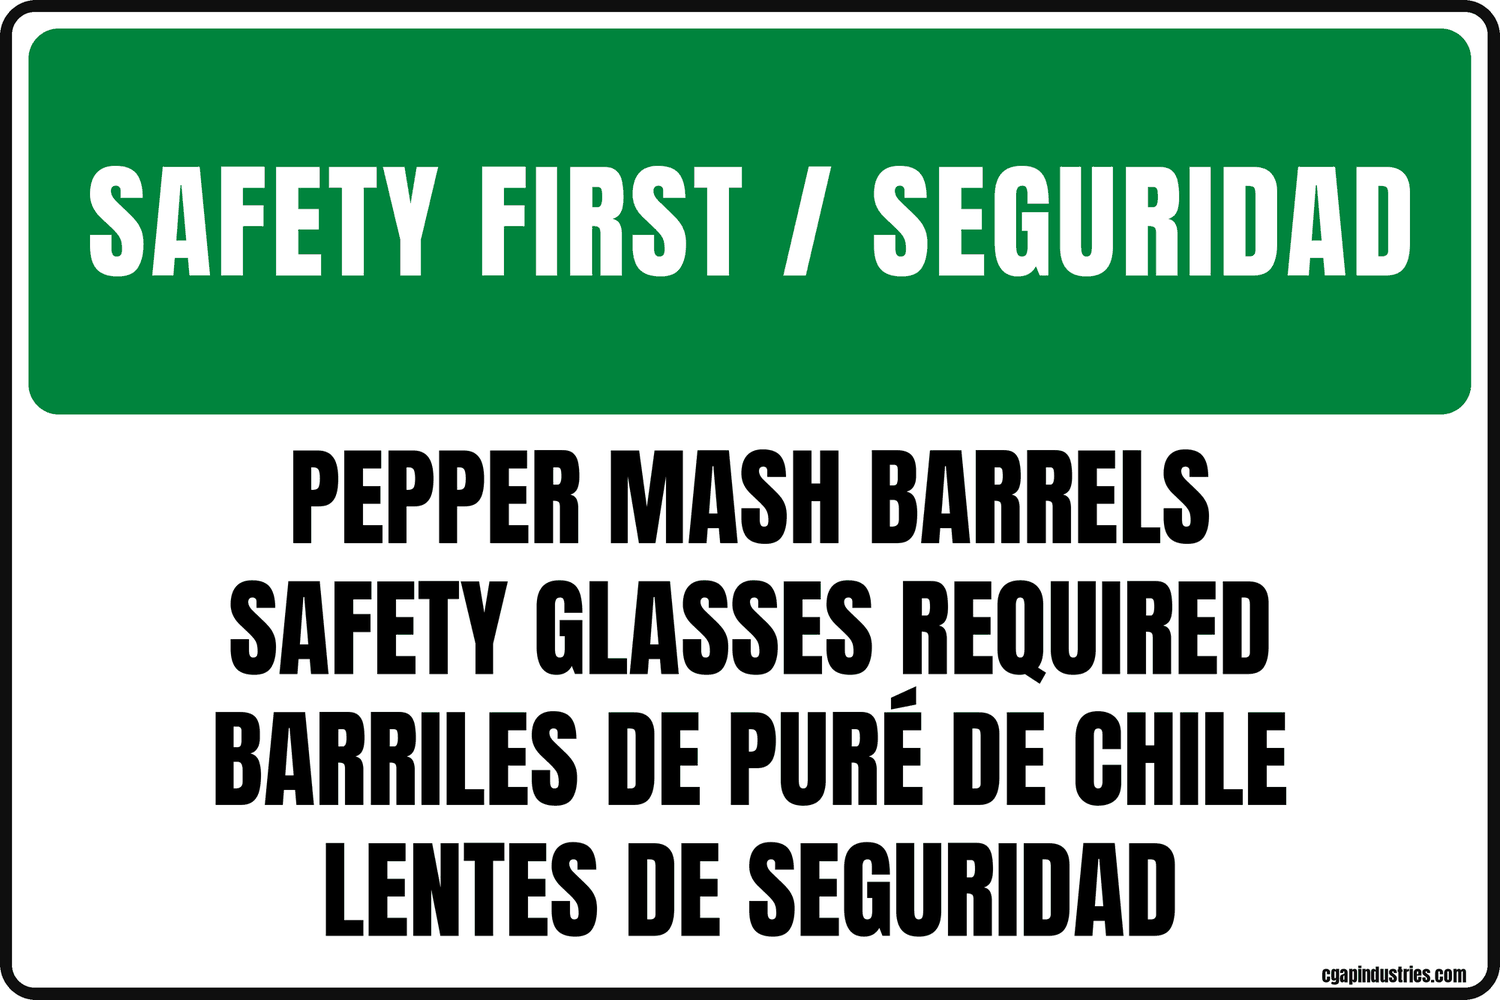 SAFETY FIRST / SEGURIDAD
PEPPER MASH BARRELS
SAFETY GLASSES REQUIRED
BARRILES DE PURÉ DE CHILE
LENTES DE SEGURIDAD
cgapindustries.com